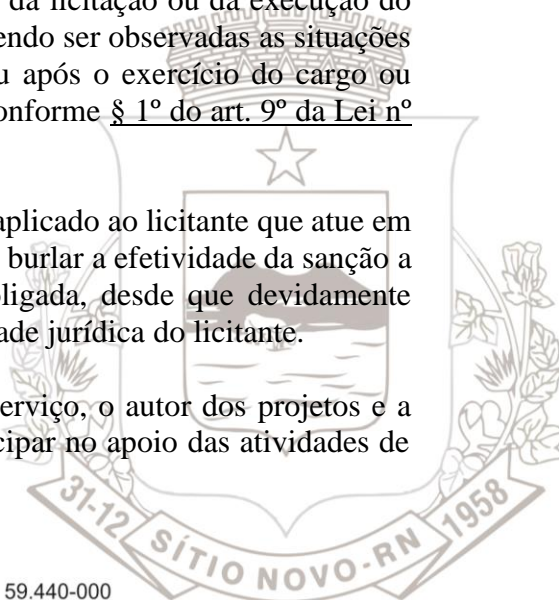 da licitação ou da execução do
endo ser observadas as situações
u após o exercício do cargo ou
onforme § 1º do art. 9º da Lei nº
aplicado ao licitante que atue em
burlar a efetividade da sanção a
oligada, desde que devidamente
ade jurídica do licitante.
erviço, o autor dos projetos e a
cipar no apoio das atividades de
31-12 SÍTIO NOVO-RN 1958
59.440-000